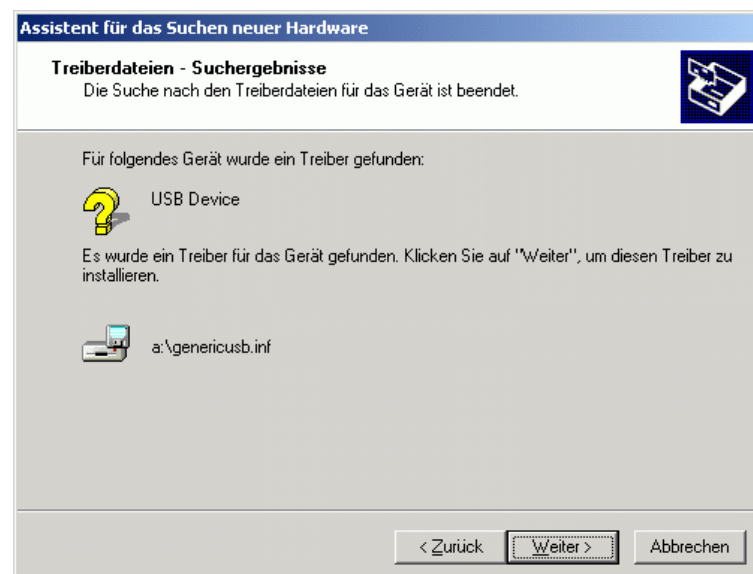 Assistent für das Suchen neuer Hardware
Treiberdateien - Suchergebnisse
Die Suche nach den Treiberdateien für das Gerät ist beendet.
Für folgendes Gerät wurde ein Treiber gefunden:
USB Device
Es wurde ein Treiber für das Gerät gefunden. Klicken Sie auf "Weiter", um diesen Treiber zu
installieren.
a:\genericusb.inf
< Zurück
Weiter >
Abbrechen